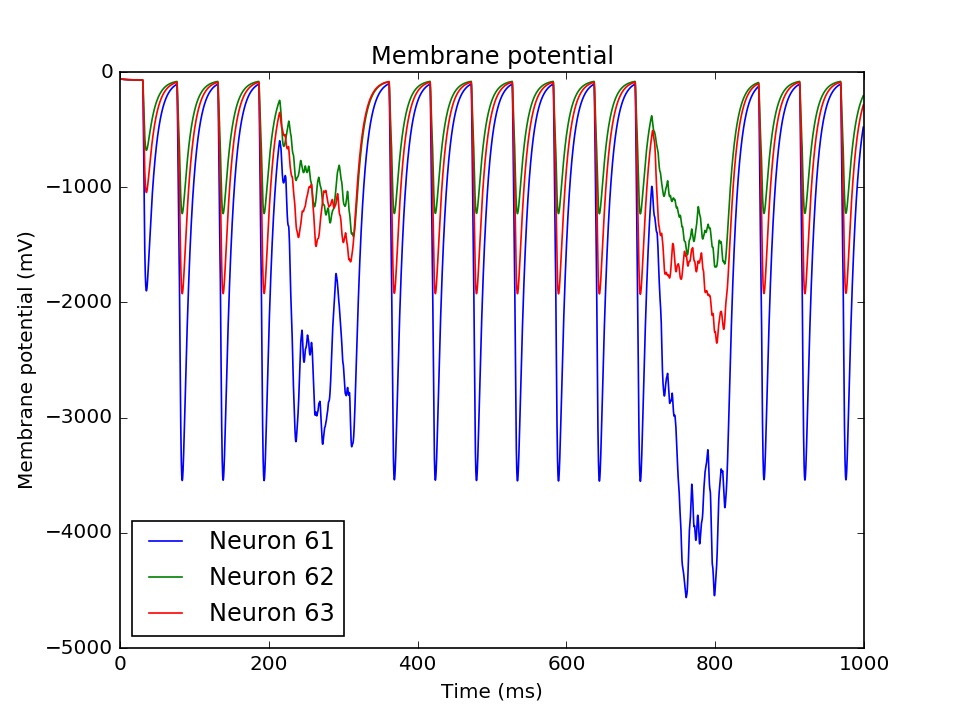 Membrane potential
0
−1000
−2000
−3000
−4000
−5000
Membrane potential (mV)
Neuron 61
Neuron 62
Neuron 63
0 200 400 600 800 1000
Time (ms)